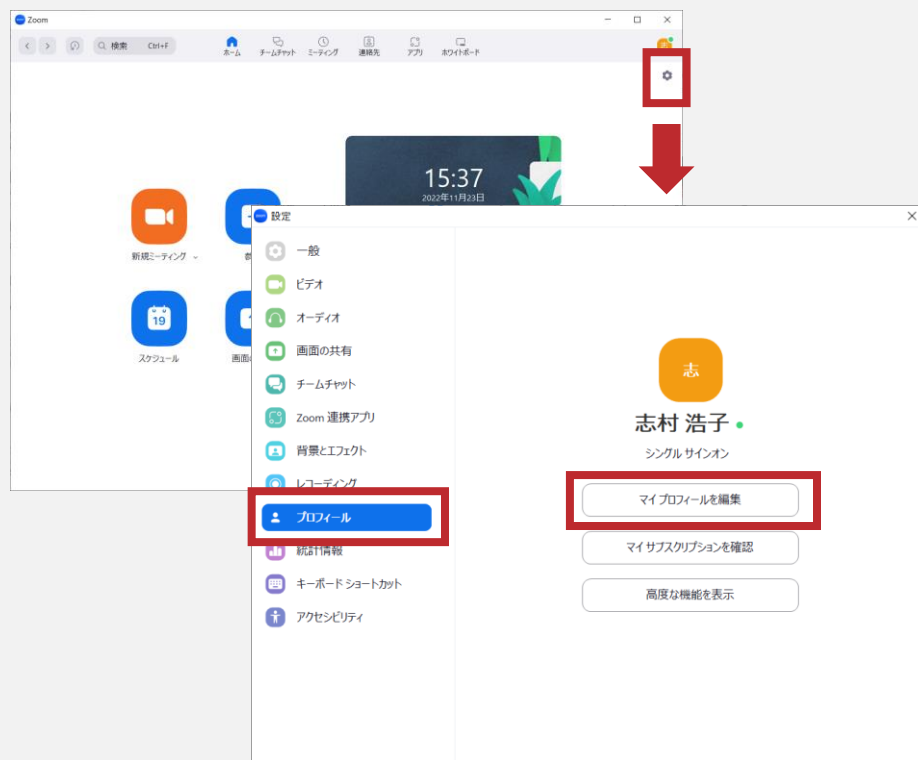 Zoom
検索 Ctrl+F
ホーム
チームチャット
ミーティング
連絡先
アプリ
ホワイトボード
15:37
2022年11月23日
新規ミーティング
19
スケジュール
画面
zoom 設定
一般
ビデオ
オーディオ
画面の共有
チームチャット
Zoom 連携アプリ
背景とエフェクト
レコーディング
プロフィール
統計情報
キーボード ショートカット
アクセシビリティ
志
志村 浩子
シングル サインオン
マイ プロフィールを編集
マイ サブスクリプションを確認
高度な機能を表示